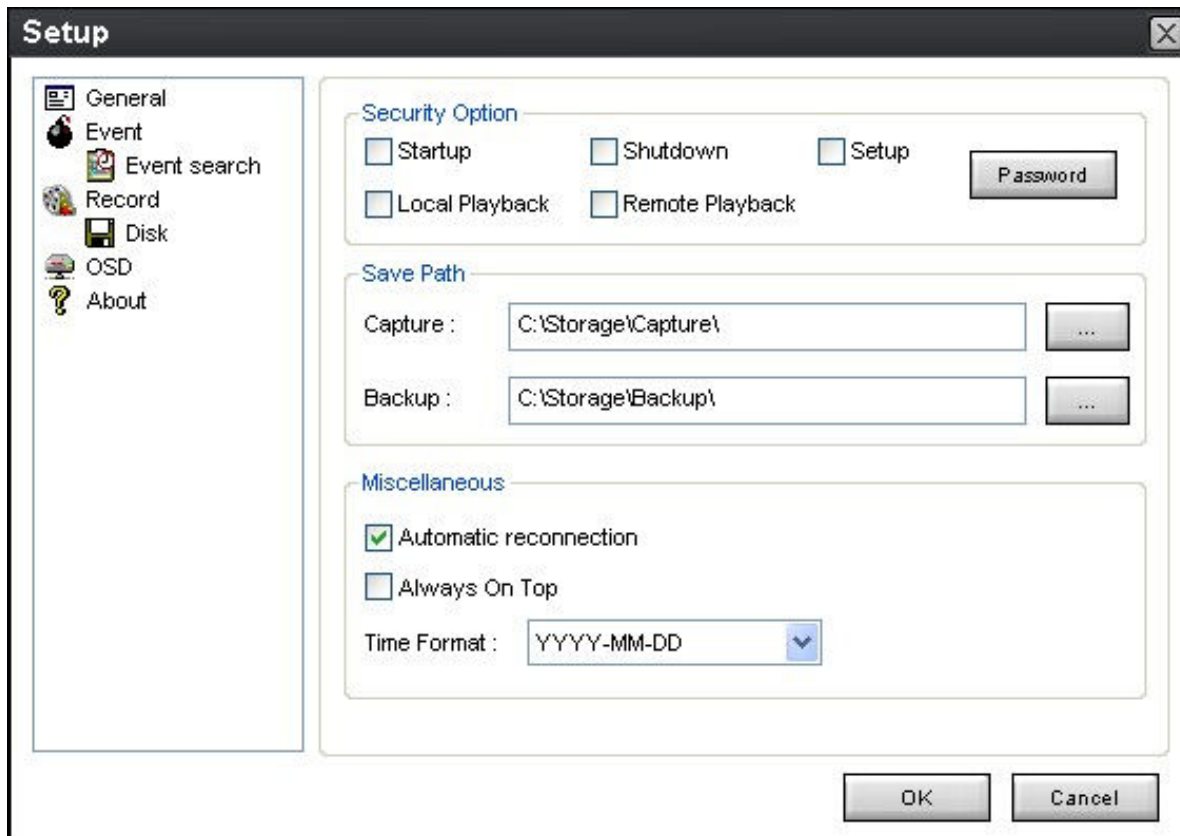 Setup
General
Event
Event search
Record
Disk
OSD
About
Security Option
Startup
Shutdown
Setup
Password
Local Playback
Remote Playback
Save Path
Capture :
C:\Storage\Capture\
...
Backup :
C:\Storage\Backup\
...
Miscellaneous
Automatic reconnection
Always On Top
Time Format :
YYYY-MM-DD
OK
Cancel